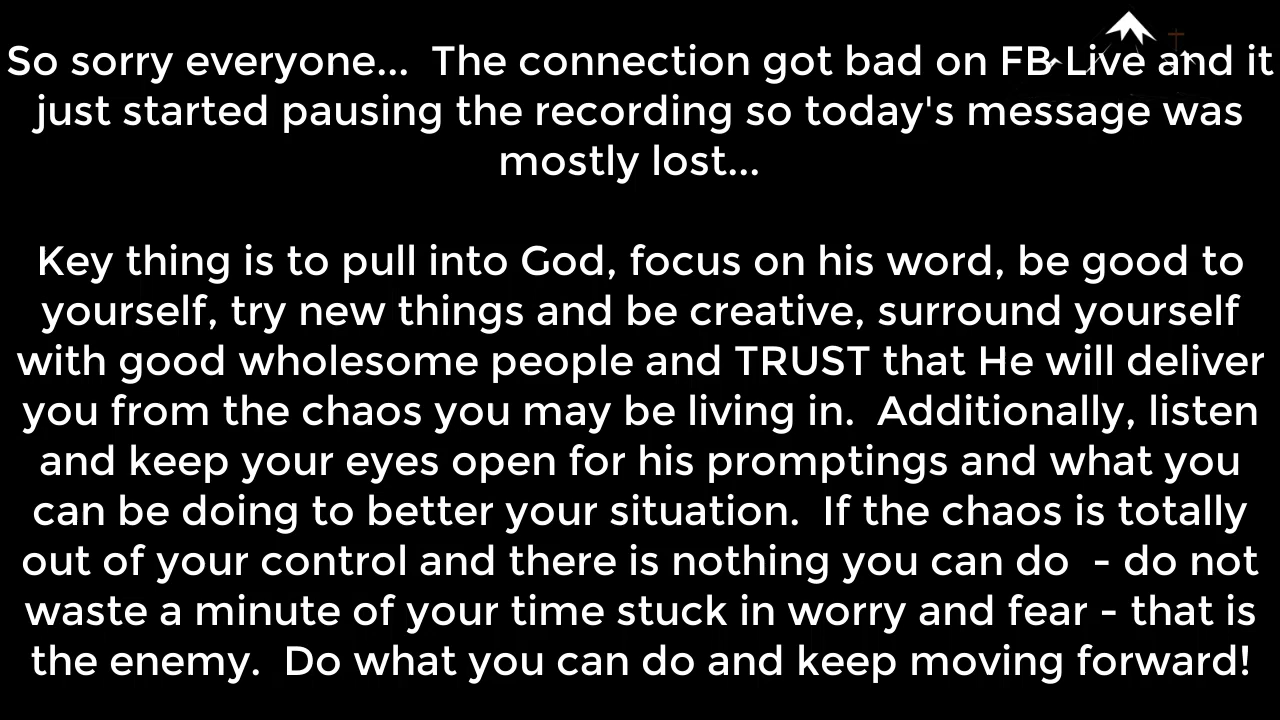 So sorry everyone...  The connection got bad on FB Live and it
just started pausing the recording so today's message was
mostly lost...
Key thing is to pull into God, focus on his word, be good to
yourself, try new things and be creative, surround yourself
with good wholesome people and TRUST that He will deliver
you from the chaos you may be living in.  Additionally, listen
and keep your eyes open for his promptings and what you
can be doing to better your situation.  If the chaos is totally
out of your control and there is nothing you can do  - do not
waste a minute of your time stuck in worry and fear - that is
the enemy.  Do what you can do and keep moving forward!